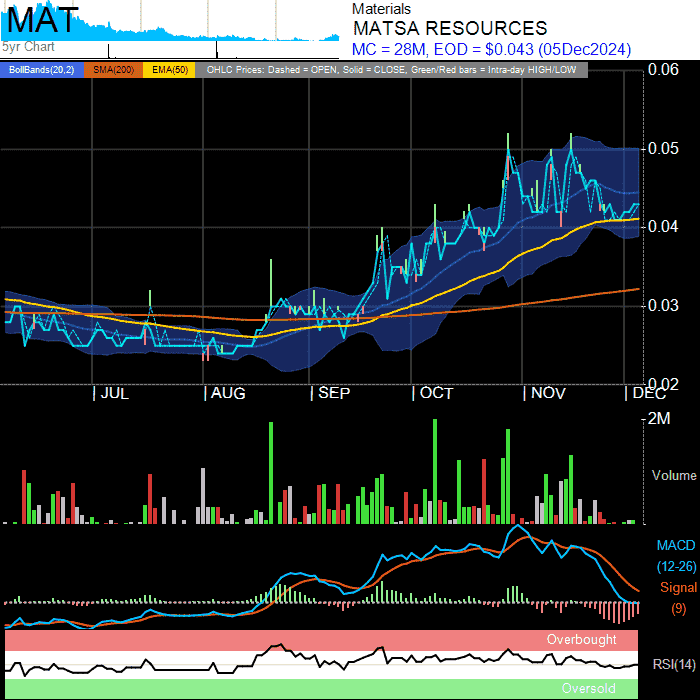 MAT
5yr Chart
Materials
MATSA RESOURCES
MC = 28M, EOD = $0.043 (05Dec2024)
BollBands(20,2) SMA(200) EMA(50) OHLC Prices: Dashed = OPEN, Solid = CLOSE, Green/Red bars = Intra-day HIGH/LOW
0.06
0.05
0.04
0.03
0.02
JUL AUG SEP OCT NOV DEC
2M
Volume
MACD
(12-26)
Signal
(9)
Overbought
RSI(14)
Oversold